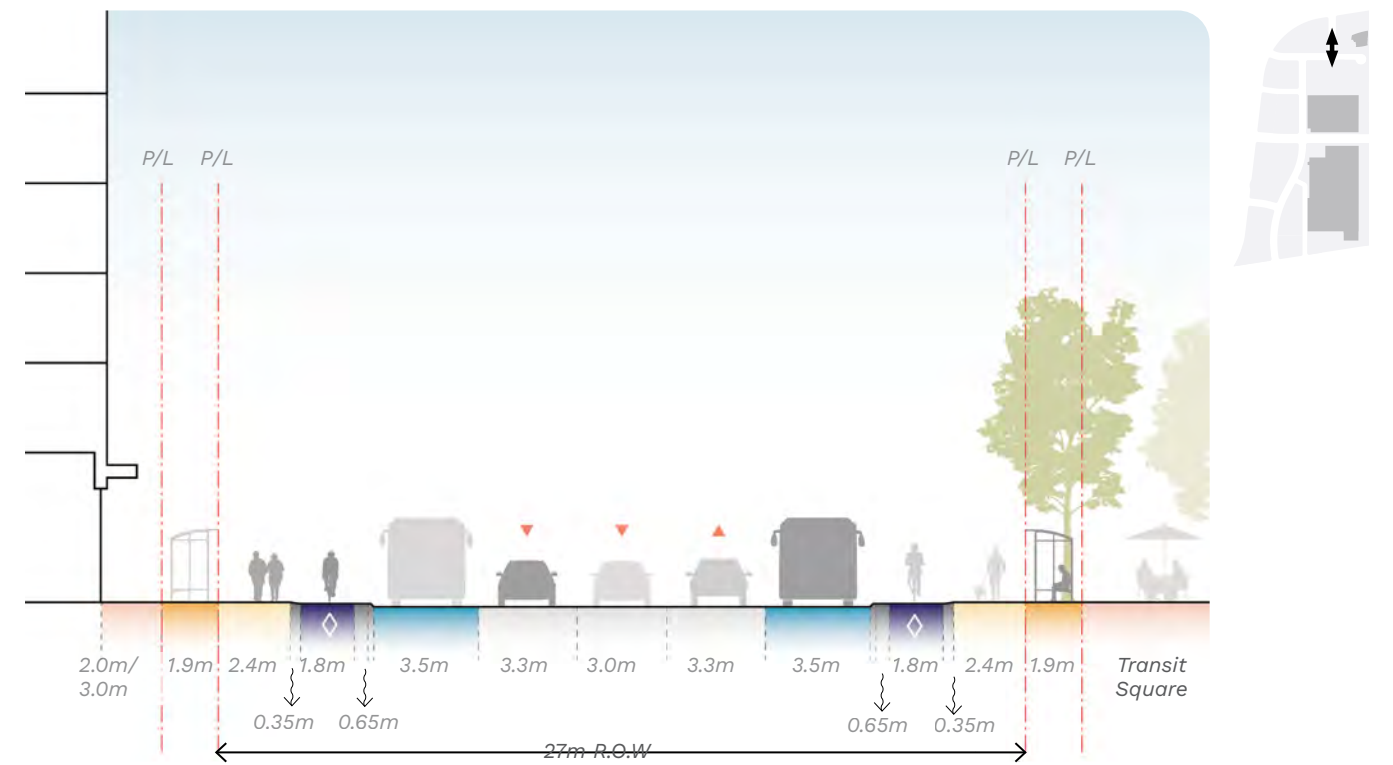 P/L P/L P/L P/L
2.0m/ 1.9m 2.4m 1.8m 3.5m 3.3m 3.0m 3.3m 3.5m 1.8m 2.4m 1.9m Transit
3.0m Square
0.35m 0.65m 0.65m 0.35m
27m R.O.W